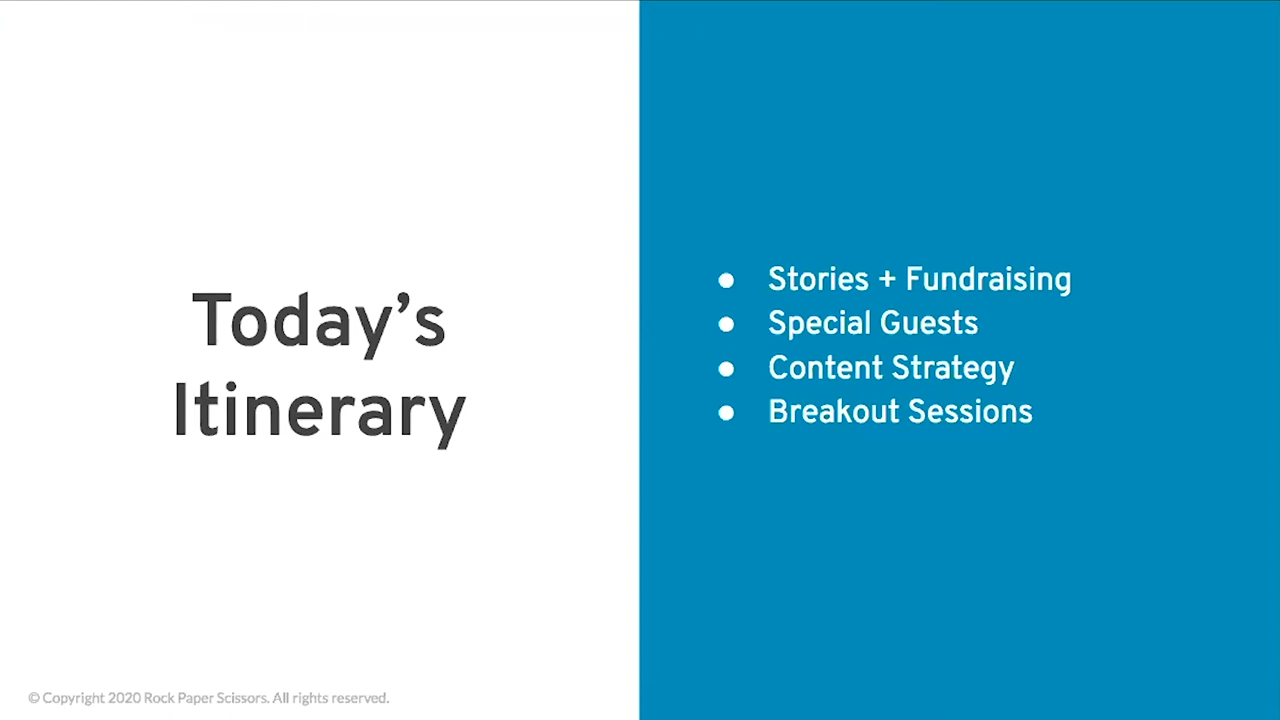 Today’s
Itinerary
● Stories + Fundraising
● Special Guests
● Content Strategy
● Breakout Sessions
© Copyright 2020 Rock Paper Scissors. All rights reserved.